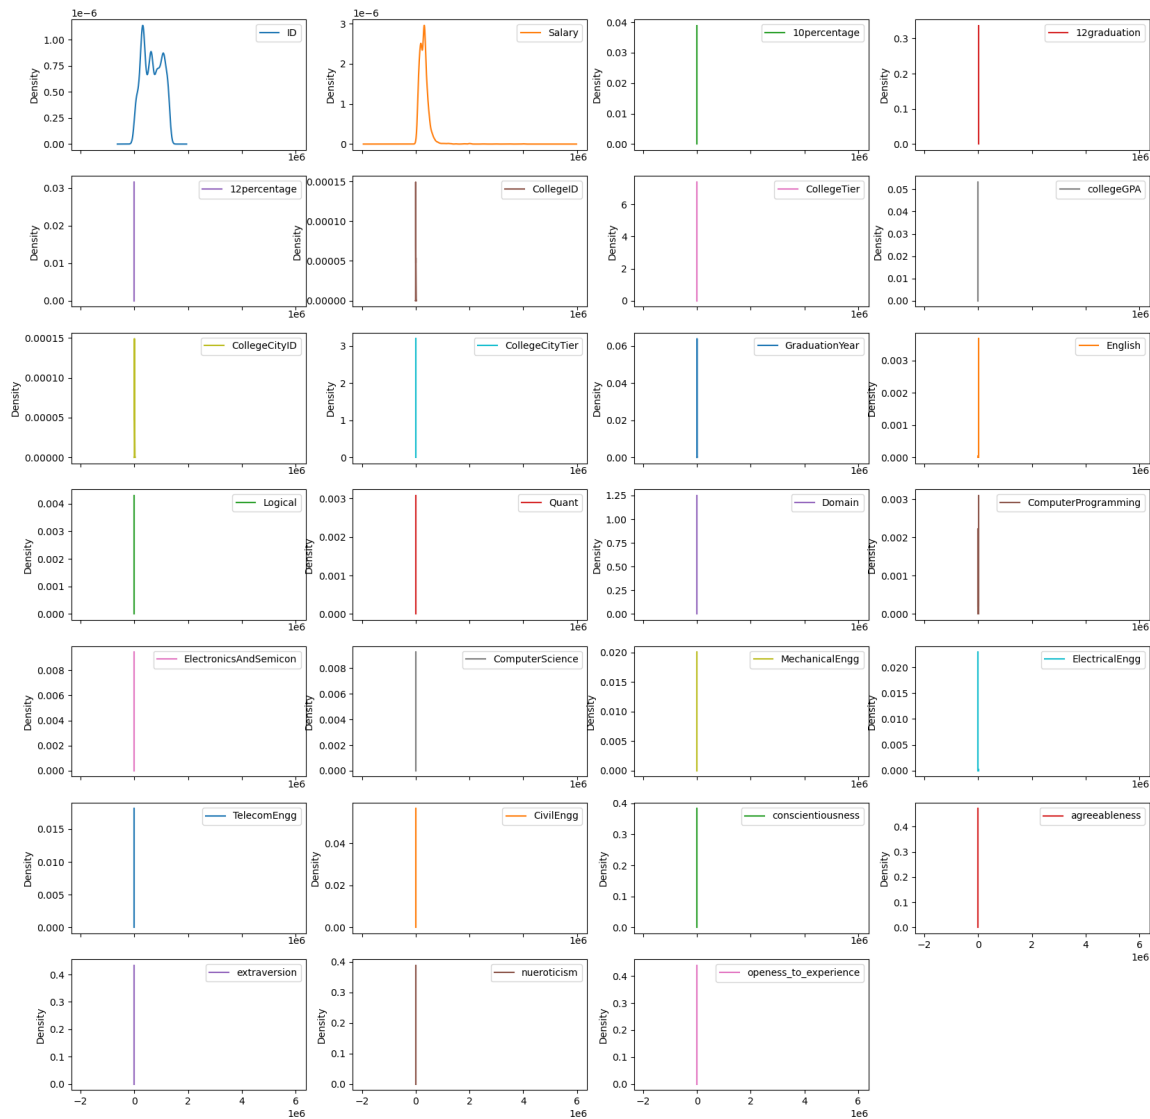 1e−6
ID
1.00
0.75
0.50
0.25
0.00
Density
1e6
1e−6
Salary
3
2
1
0
Density
1e6
10percentage
0.04
0.03
0.02
0.01
0.00
Density
1e6
12graduation
0.3
0.2
0.1
0.0
Density
1e6
12percentage
0.03
0.02
0.01
0.00
Density
1e6
CollegeID
0.00015
0.00010
0.00005
0.00000
Density
1e6
CollegeTier
6
4
2
0
Density
1e6
collegeGPA
0.05
0.04
0.03
0.02
0.01
0.00
Density
1e6
CollegeCityID
0.00015
0.00010
0.00005
0.00000
Density
1e6
CollegeCityTier
3
2
1
0
Density
1e6
GraduationYear
0.06
0.04
0.02
0.00
Density
1e6
English
0.003
0.002
0.001
0.000
Density
1e6
Logical
0.004
0.003
0.002
0.001
0.000
Density
1e6
Quant
0.003
0.002
0.001
0.000
Density
1e6
Domain
1.25
1.00
0.75
0.50
0.25
0.00
Density
1e6
ComputerProgramming
0.003
0.002
0.001
0.000
Density
1e6
ElectronicsAndSemicon
0.008
0.006
0.004
0.002
0.000
Density
1e6
ComputerScience
0.008
0.006
0.004
0.002
0.000
Density
1e6
MechanicalEngg
0.020
0.015
0.010
0.005
0.000
Density
1e6
ElectricalEngg
0.020
0.015
0.010
0.005
0.000
Density
1e6
TelecomEngg
0.015
0.010
0.005
0.000
Density
1e6
CivilEngg
0.04
0.02
0.00
Density
1e6
conscientiousness
0.4
0.3
0.2
0.1
0.0
Density
1e6
agreeableness
0.4
0.3
0.2
0.1
0.0
Density
−2 0 2 4 6
1e6
extraversion
0.4
0.3
0.2
0.1
0.0
Density
−2 0 2 4 6
1e6
nueroticism
0.4
0.3
0.2
0.1
0.0
Density
−2 0 2 4 6
1e6
openess_to_experience
0.4
0.3
0.2
0.1
0.0
Density
−2 0 2 4 6
1e6